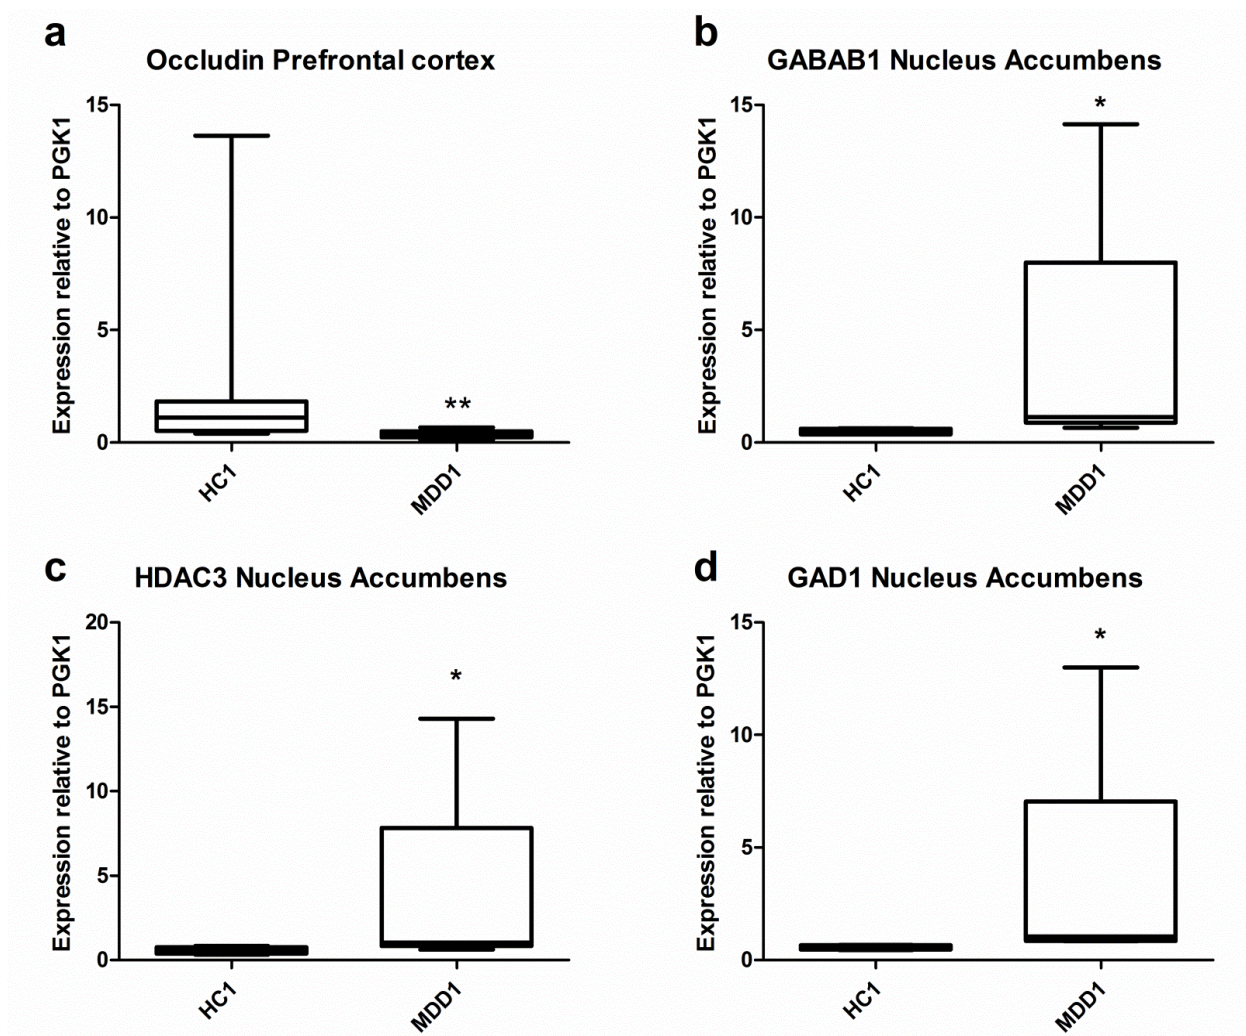 a
Occludin Prefrontal cortex
Expression relative to PGK1
15
10
5
0
**
HC1
MDD1
b
GABAB1 Nucleus Accumbens
Expression relative to PGK1
15
10
5
0
*
HC1
MDD1
c
HDAC3 Nucleus Accumbens
Expression relative to PGK1
20
15
10
5
0
*
HC1
MDD1
d
GAD1 Nucleus Accumbens
Expression relative to PGK1
15
10
5
0
*
HC1
MDD1